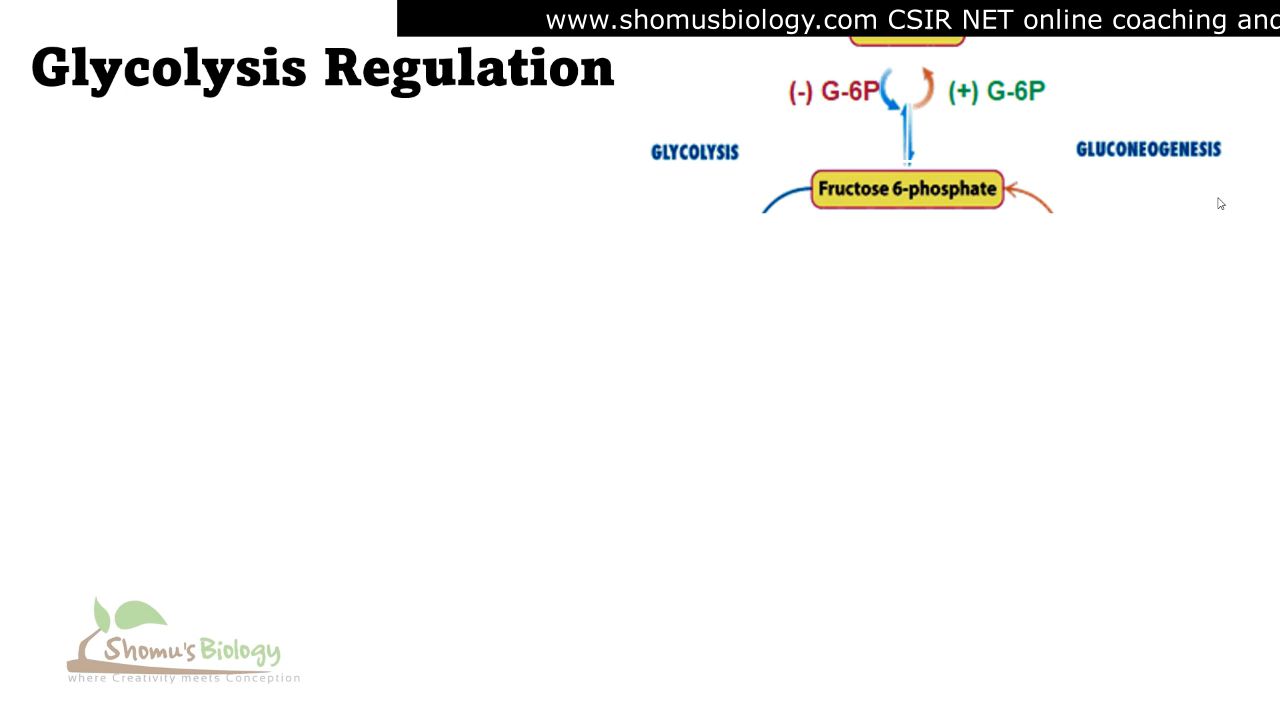 www.shomusbiology.com CSIR NET online coaching and
Glycolysis Regulation
(-) G-6P
(+) G-6P
GLYCOLYSIS
GLUCONEOGENESIS
Fructose 6-phosphate
Shomu's Biology
where Creativity meets Conception